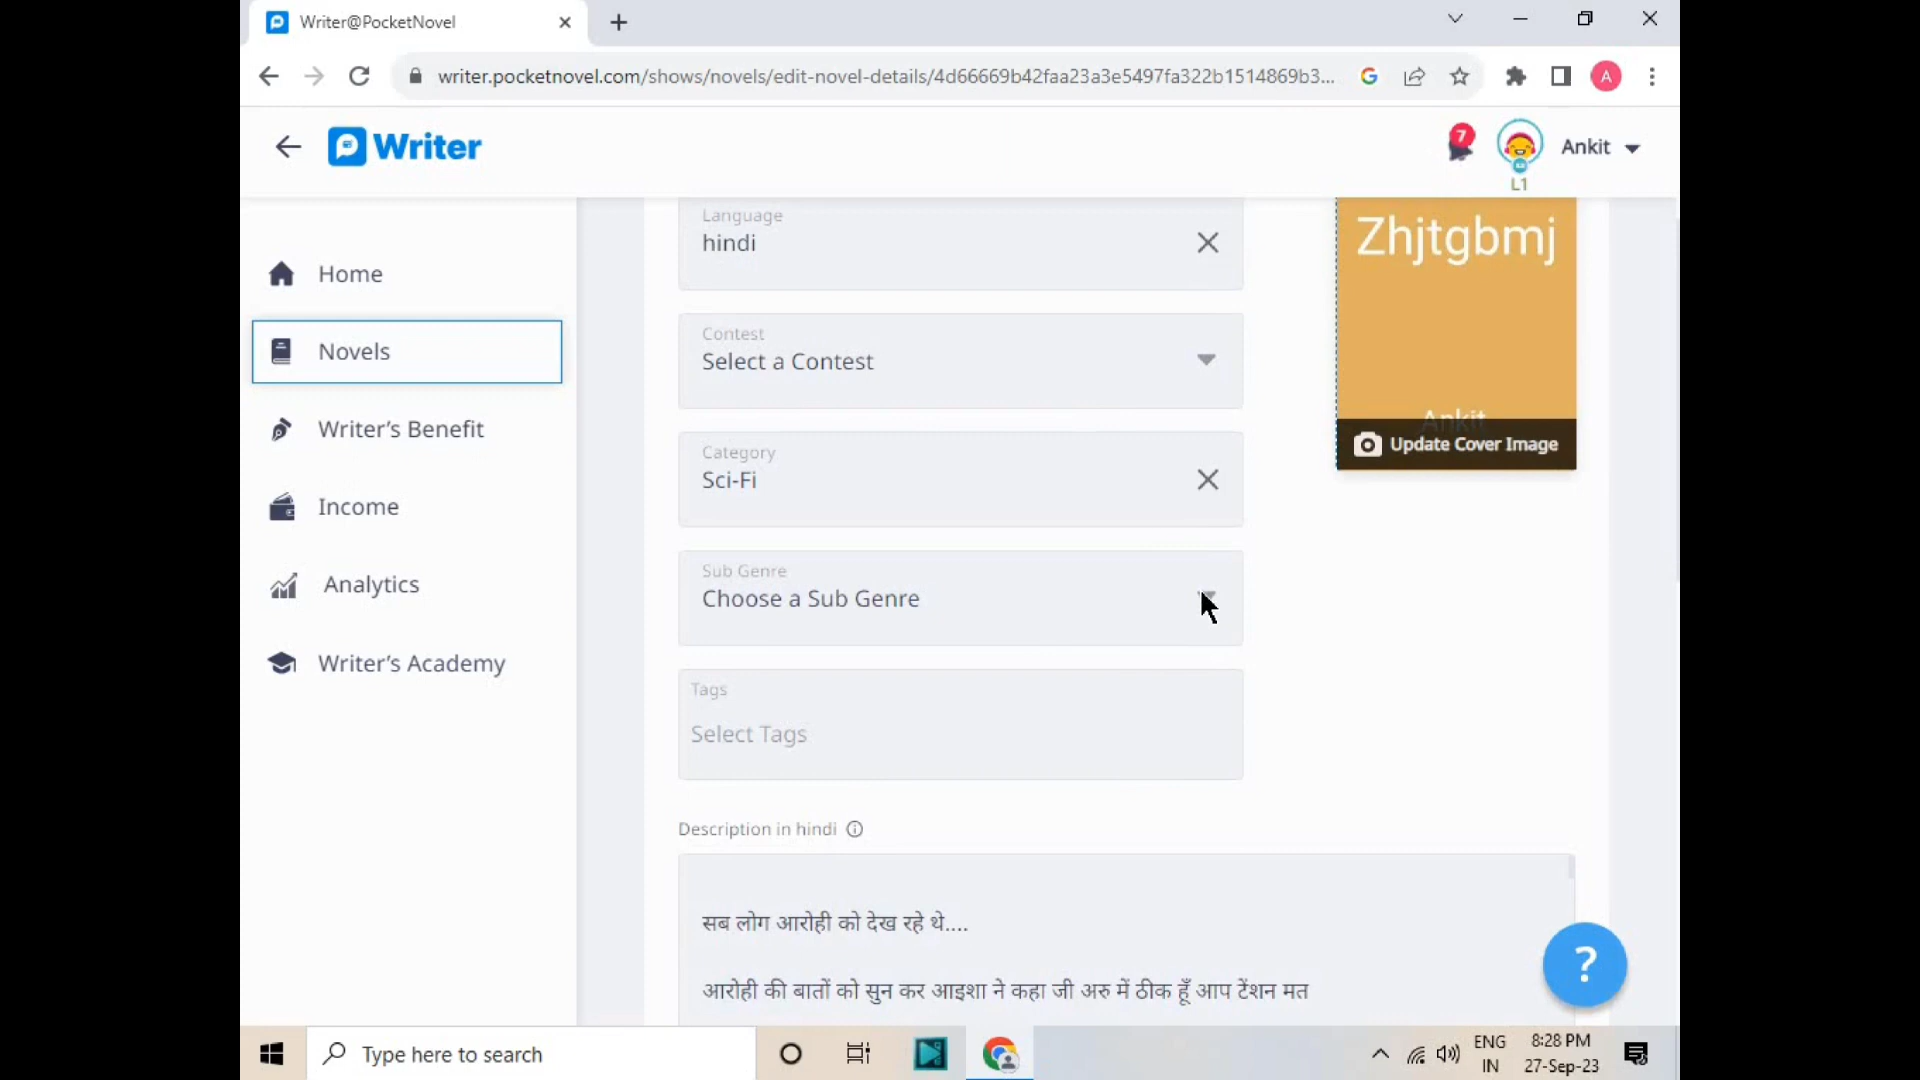 Writer@PocketNovel
writer.pocketnovel.com/shows/novels/edit-novel-details/4d66669b42faa23a3e5497fa322b1514869b3...
A
Writer
7
Ankit
L1
Home
Novels
Writer's Benefit
Income
Analytics
Writer's Academy
Language
hindi
Contest
Select a Contest
Category
Sci-Fi
Sub Genre
Choose a Sub Genre
Tags
Select Tags
Zhjtgbmj
Ankit
Update Cover Image
Description in hindi
सब लोग आरोही को देख रहे थे....
आरोही की बातों को सुन कर आइशा ने कहा जी अरु में ठीक हूँ आप टेंशन मत
?
Type here to search
ENG
IN
8:28 PM
27-Sep-23